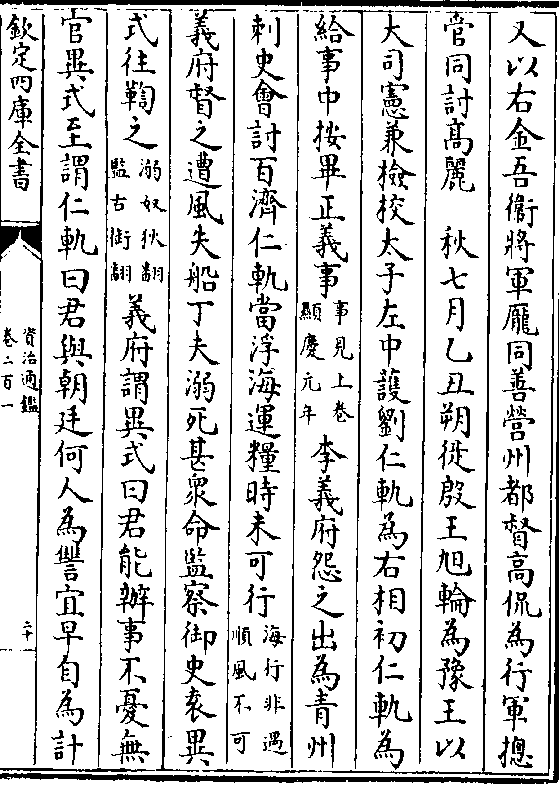 又以右金吾衛將軍龎同善營州都督高侃為行軍揔
管同討髙麗　秋七月乙丑朔徙殷王旭輪為豫王以
大司憲兼檢校太子左中護劉仁軌為右相初仁軌為
給事中按畢正義事事見上卷顯慶元年李義府怨之出為青州
刺史會討百濟仁軌當浮海運糧時未可行海行非遇順風不可
義府督之遭風失船丁夫溺死甚衆命監察御史袁異
式往鞫之溺奴狄翻監古銜翻義府謂異式曰君能辦事不憂無
官異式至謂仁軌曰君與朝廷何人為讐宜早自為計
欽定四庫全書
資治通鑑
卷二百一
二十